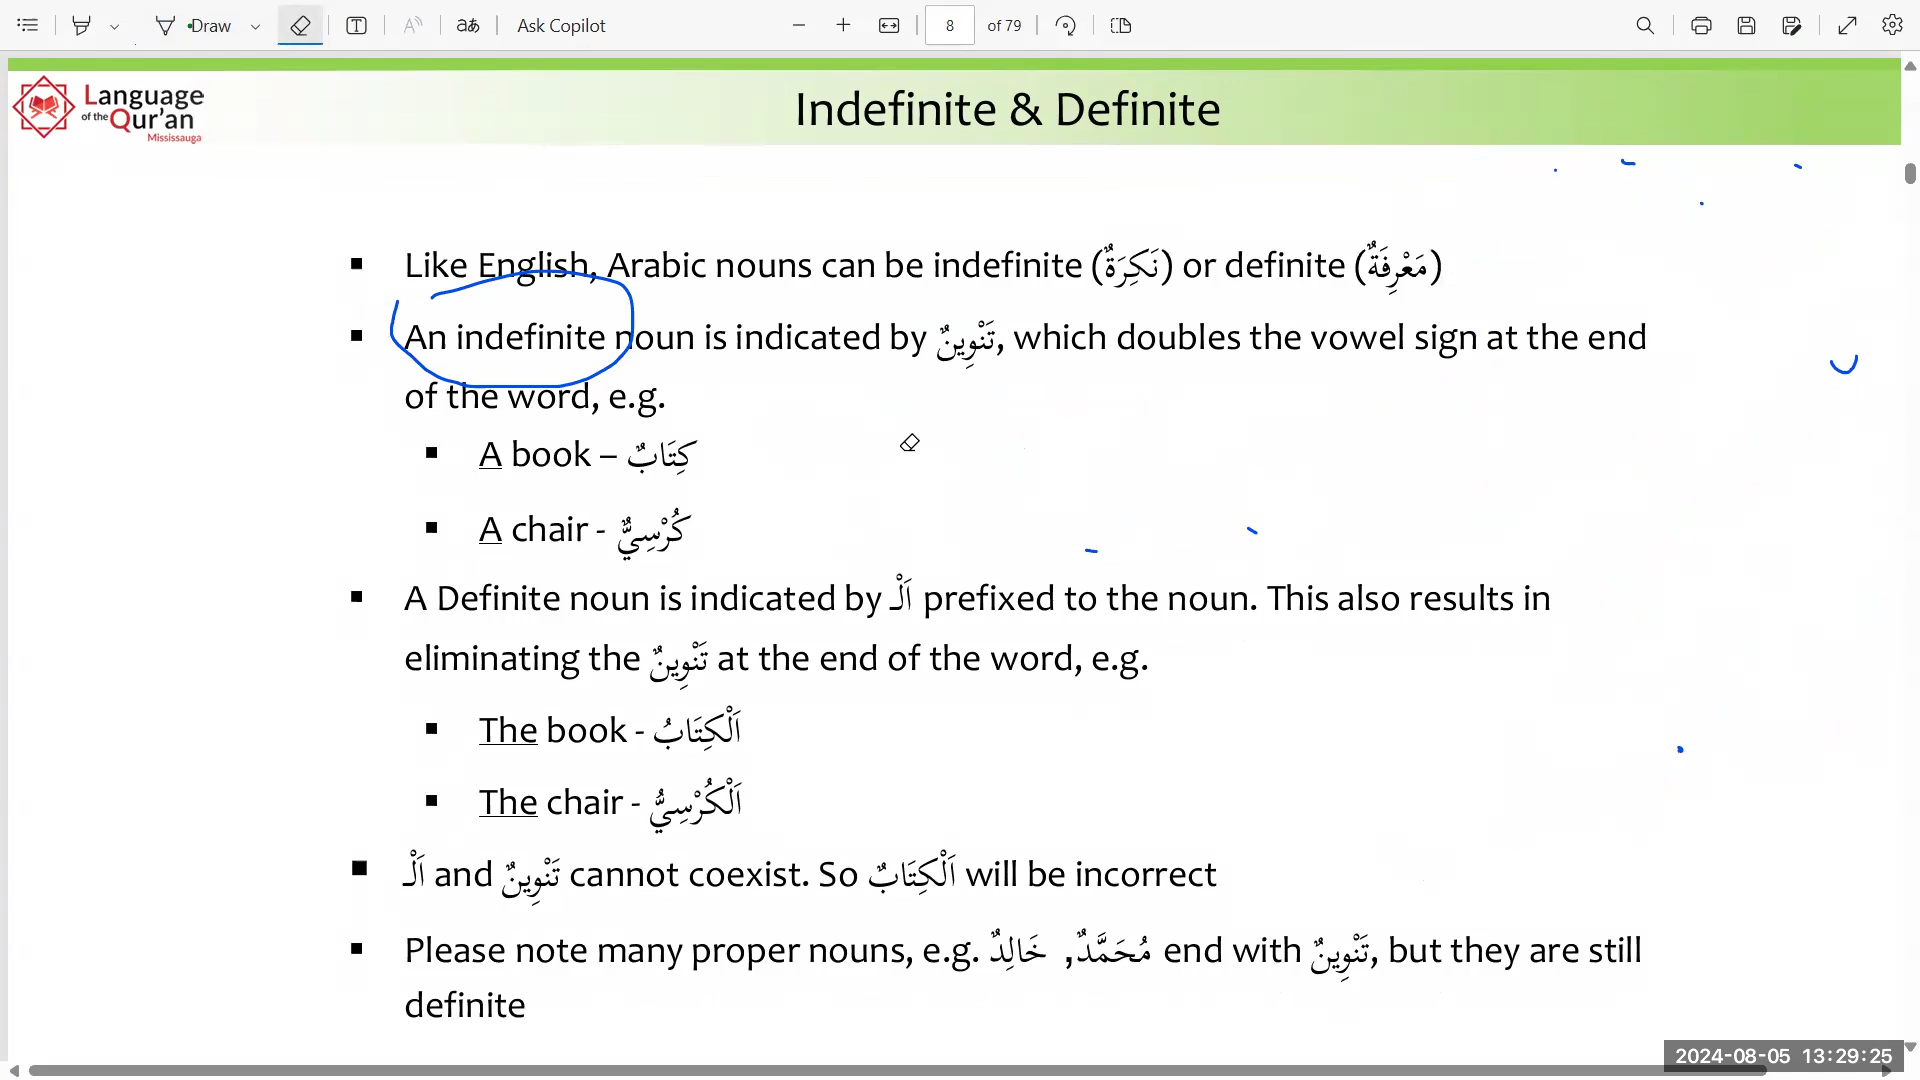 Draw
Ask Copilot
8 of 79
Language
of the Qur'an
Mississauga
Indefinite & Definite
▪ Like English, Arabic nouns can be indefinite (نَكِرَةٌ) or definite (مَعْرِفَةٌ)
▪ An indefinite noun is indicated by تَنْوِينٌ, which doubles the vowel sign at the end
of the word, e.g.
▪ A book – كِتَابٌ
▪ A chair - كُرْسِيٌّ
▪ A Definite noun is indicated by اَلْـ prefixed to the noun. This also results in
eliminating the تَنْوِينٌ at the end of the word, e.g.
▪ The book - اَلْكِتَابُ
▪ The chair - اَلْكُرْسِيُّ
▪ اَلْـ and تَنْوِينٌ cannot coexist. So اَلْكِتَابٌ will be incorrect
▪ Please note many proper nouns, e.g. مُحَمَّدٌ, خَالِدٌ end with تَنْوِينٌ, but they are still
definite
2024-08-05 13:29:25